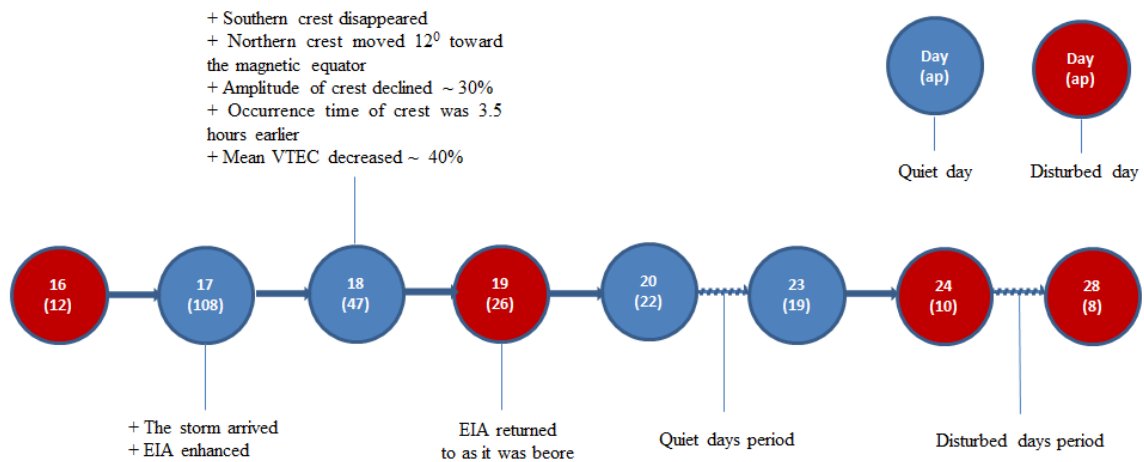 + Southern crest disappeared
+ Northern crest moved 12⁰ toward
the magnetic equator
+ Amplitude of crest declined ~ 30%
+ Occurrence time of crest was 3.5
hours earlier
+ Mean VTEC decreased ~ 40%
Day
(ap)
Day
(ap)
Quiet day
Disturbed day
16
(12)
17
(108)
18
(47)
19
(26)
20
(22)
23
(19)
24
(10)
28
(8)
+ The storm arrived
+ EIA enhanced
EIA returned
to as it was beore
Quiet days period
Disturbed days period